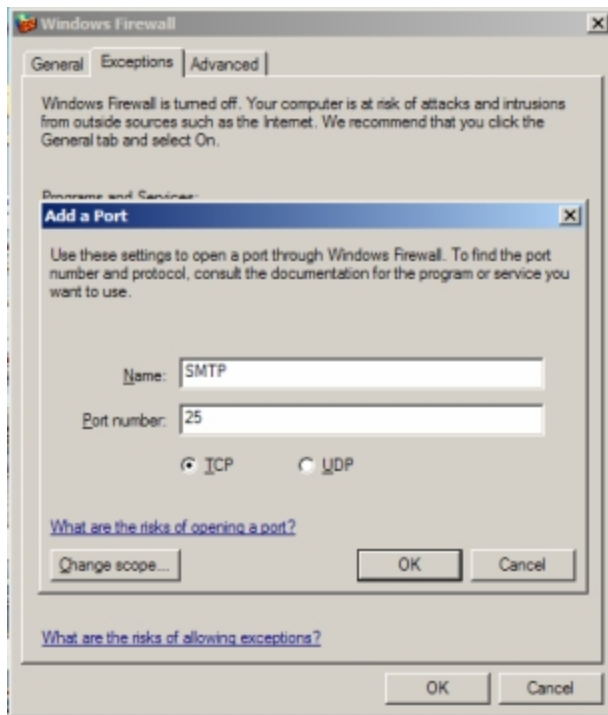 Windows Firewall
General Exceptions Advanced
Windows Firewall is turned off. Your computer is at risk of attacks and intrusions
from outside sources such as the Internet. We recommend that you click the
General tab and select On.
Programs and Services:
Add a Port
Use these settings to open a port through Windows Firewall. To find the port
number and protocol, consult the documentation for the program or service you
want to use.
Name: SMTP
Port number: 25
TCP UDP
What are the risks of opening a port?
Change scope... OK Cancel
What are the risks of allowing exceptions?
OK Cancel